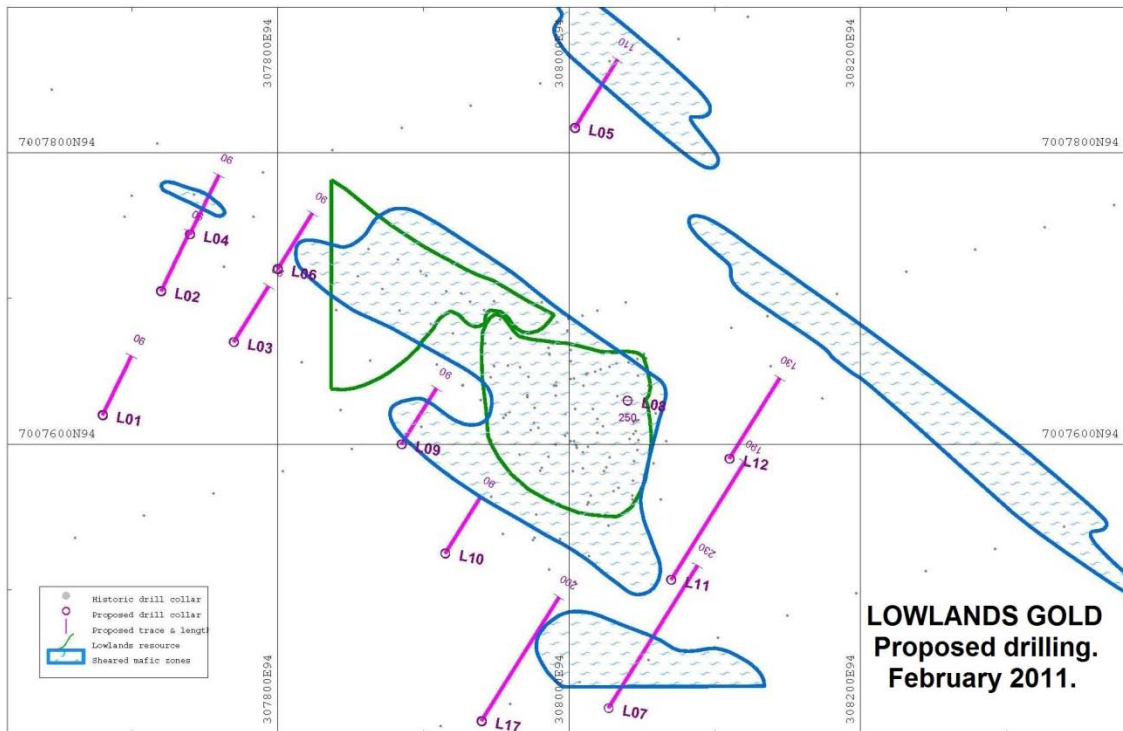 307800E94
308000E94
308200E94
110
L05
7007800N94
7007800N94
90
L04
L02
90
L06
L03
90
L01
130
L08
250
90
L09
7007600N94
7007600N94
L12
190
90
L10
230
L11
200
L17
L07
Historic drill collar
Proposed drill collar
Proposed trace & length
Lowlands resource
Sheared mafic zones
307800E94
308000E94
308200E94
LOWLANDS GOLD
Proposed drilling.
February 2011.